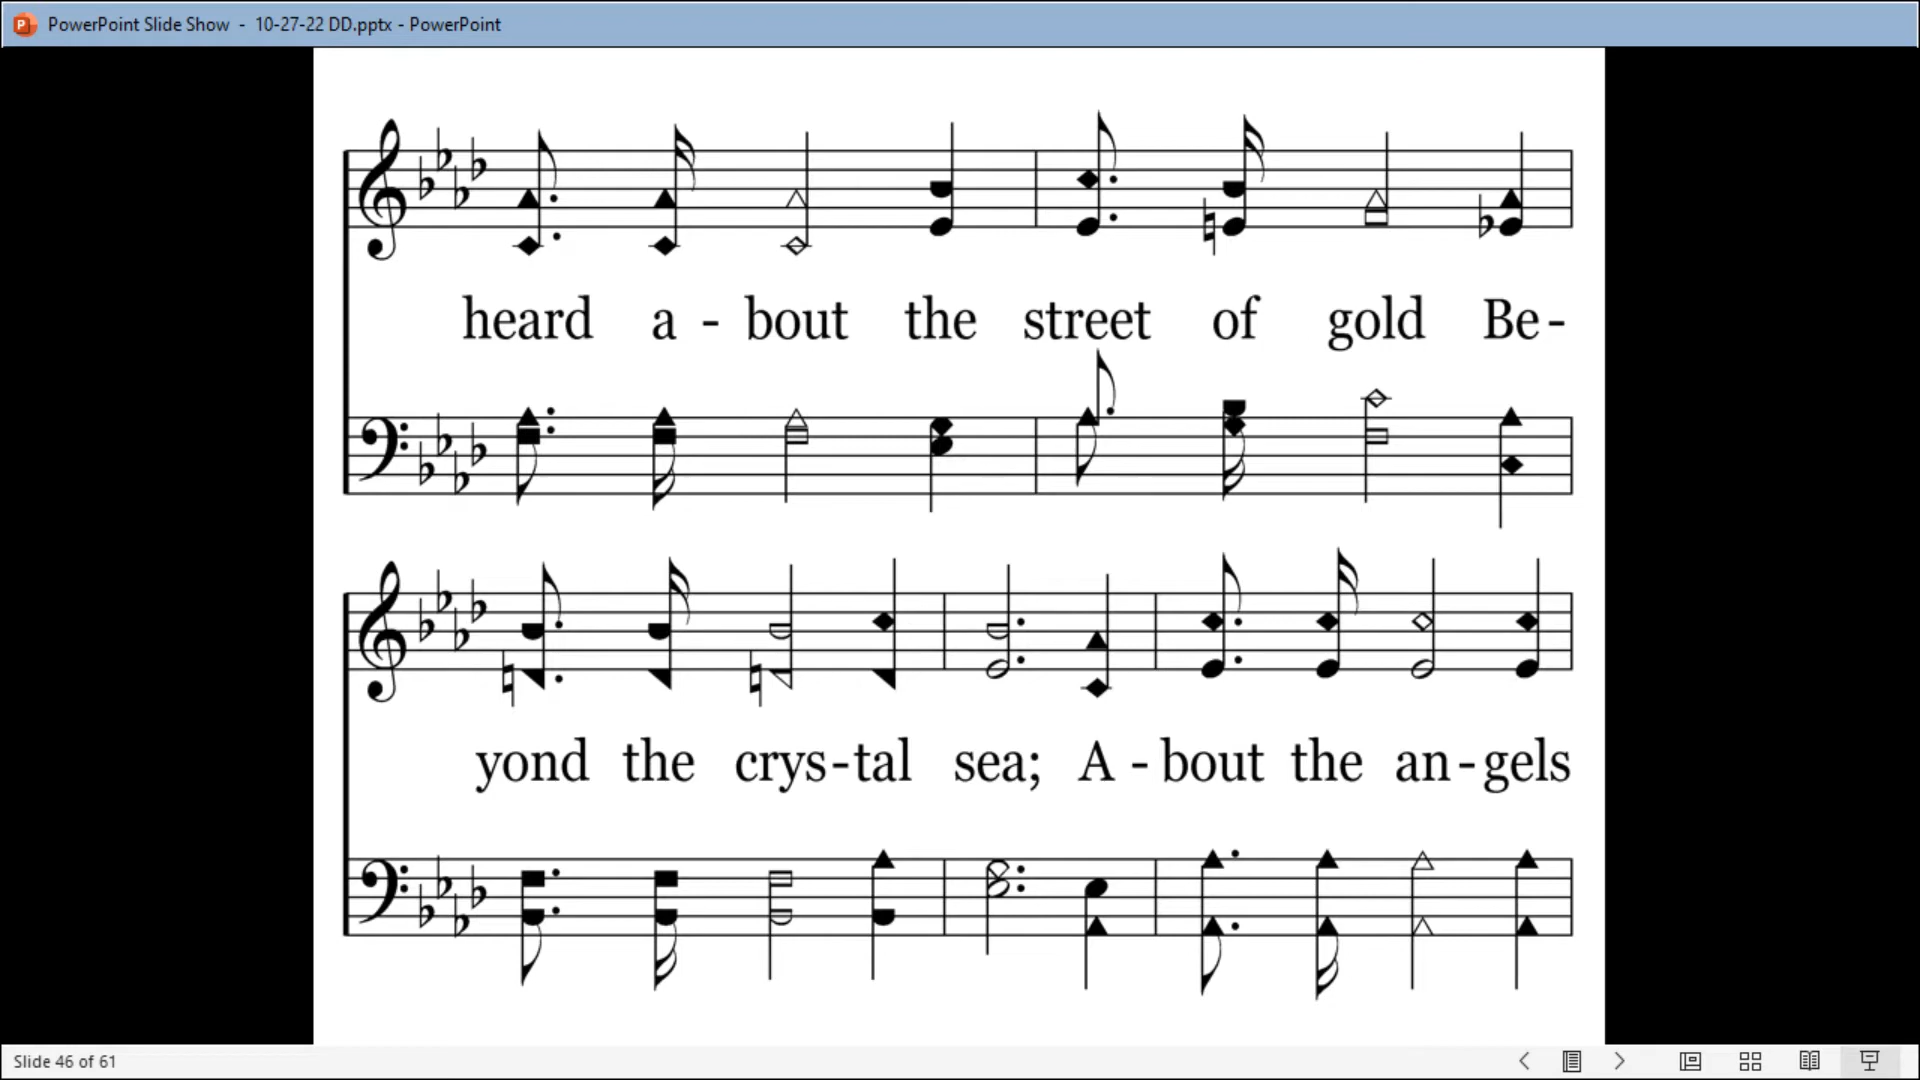 PowerPoint Slide Show - 10-27-22 DD.pptx - PowerPoint
heard a - bout the street of gold Be-
yond the crys-tal sea; A - bout the an-gels
Slide 46 of 61